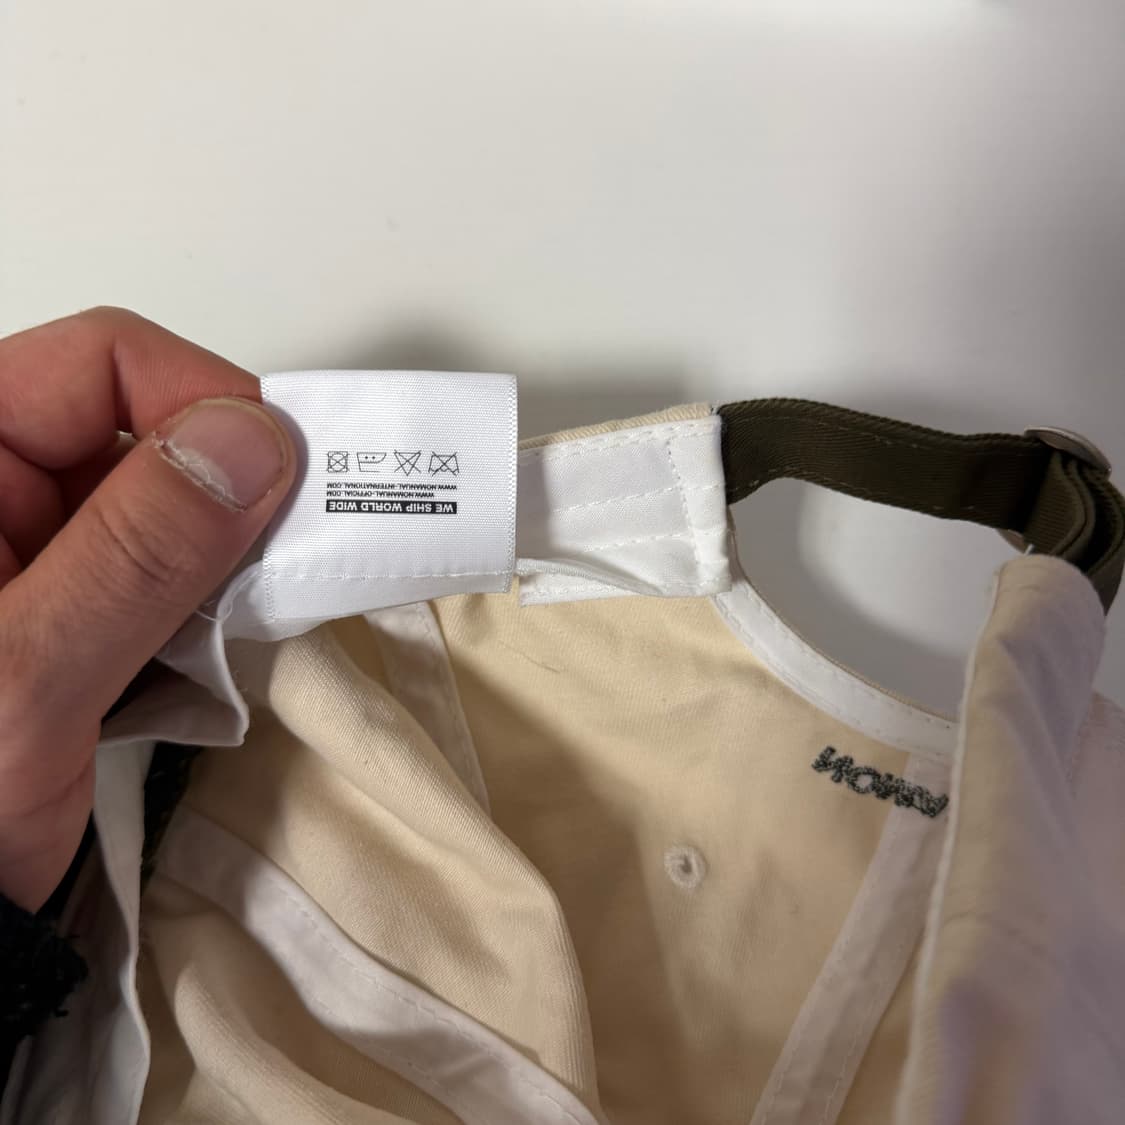 WE SHIP WORLD WIDE
WWW.NOMANUAL-OFFICIAL.COM
WWW.NOMANUAL-INTERNATIONAL.COM